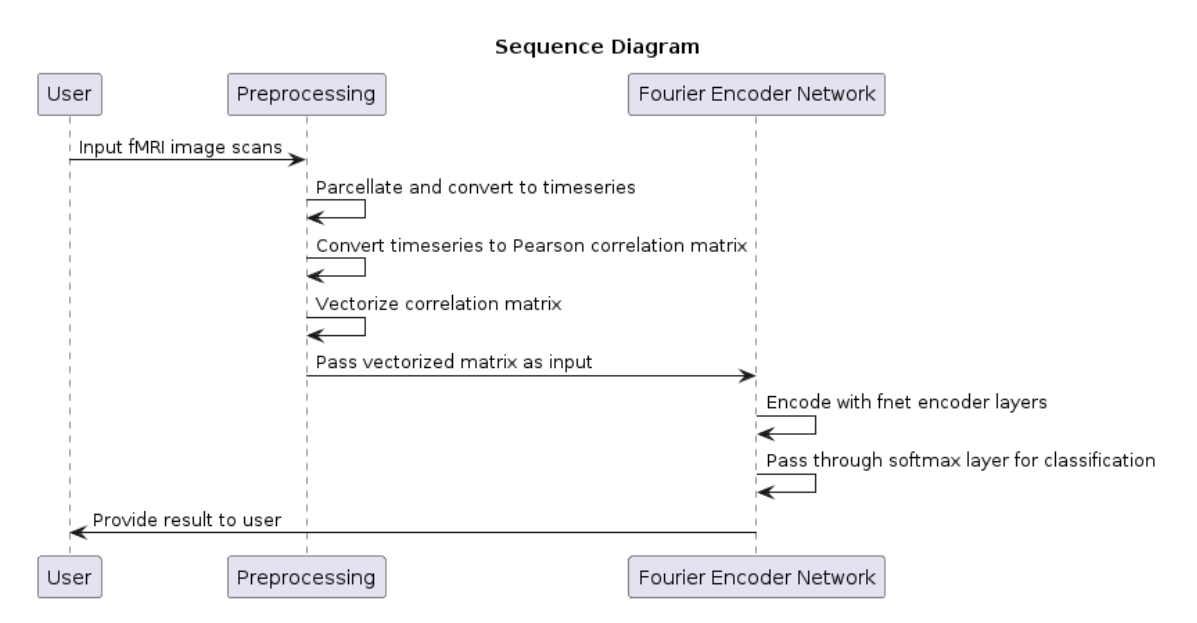 Sequence Diagram
User
Preprocessing
Fourier Encoder Network
Input fMRI image scans
Parcellate and convert to timeseries
Convert timeseries to Pearson correlation matrix
Vectorize correlation matrix
Pass vectorized matrix as input
Encode with fnet encoder layers
Pass through softmax layer for classification
Provide result to user
User
Preprocessing
Fourier Encoder Network